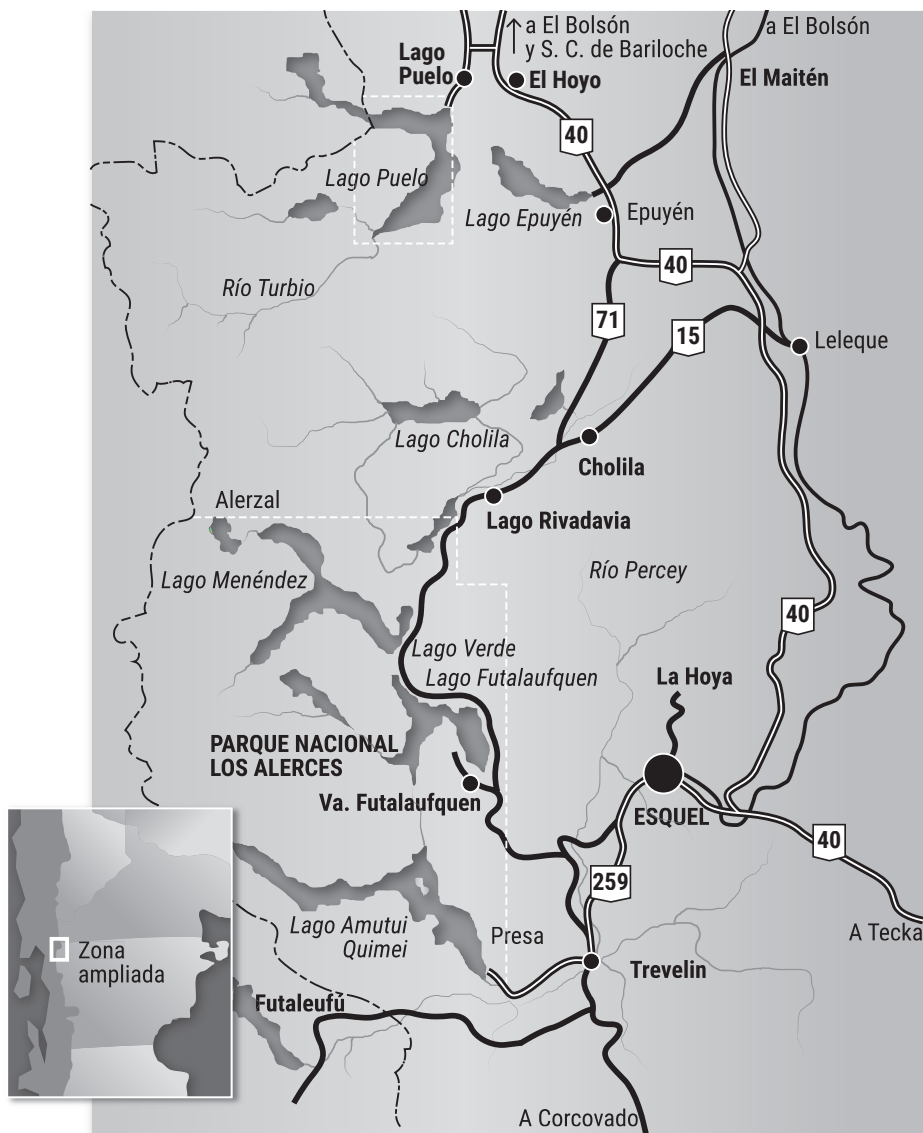 a El Bolsón
y S. C. de Bariloche
a El Bolsón
Lago
Puelo
El Hoyo
El Maitén
40
Lago Puelo
Lago Epuyén
Epuyén
40
Río Turbio
71
15
Leleque
Lago Cholila
Cholila
Alerzal
Lago Rivadavia
Lago Menéndez
Río Percey
40
Lago Verde
Lago Futalaufquen
La Hoya
PARQUE NACIONAL
LOS ALERCES
Va. Futalaufquen
ESQUEL
40
259
Lago Amutui
Quimei
Presa
A Tecka
Zona
ampliada
Trevelin
Futaleufú
A Corcovado